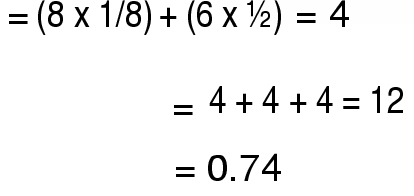 = (8 x 1/8) + (6 x ½) = 4
= 4 + 4 + 4 = 12
= 0.74